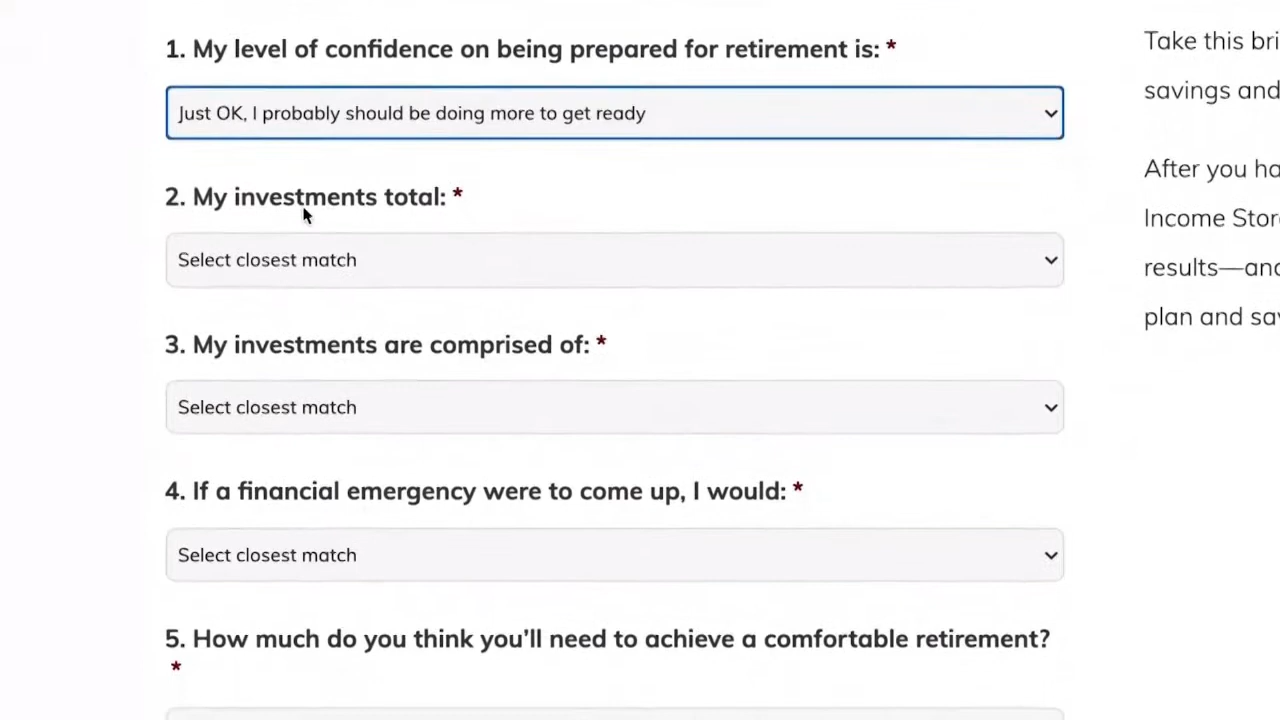 1. My level of confidence on being prepared for retirement is: *
Just OK, I probably should be doing more to get ready
2. My investments total: *
Select closest match
3. My investments are comprised of: *
Select closest match
4. If a financial emergency were to come up, I would: *
Select closest match
5. How much do you think you'll need to achieve a comfortable retirement?
*
Take this
savings and
After you
Income
results—and
plan and